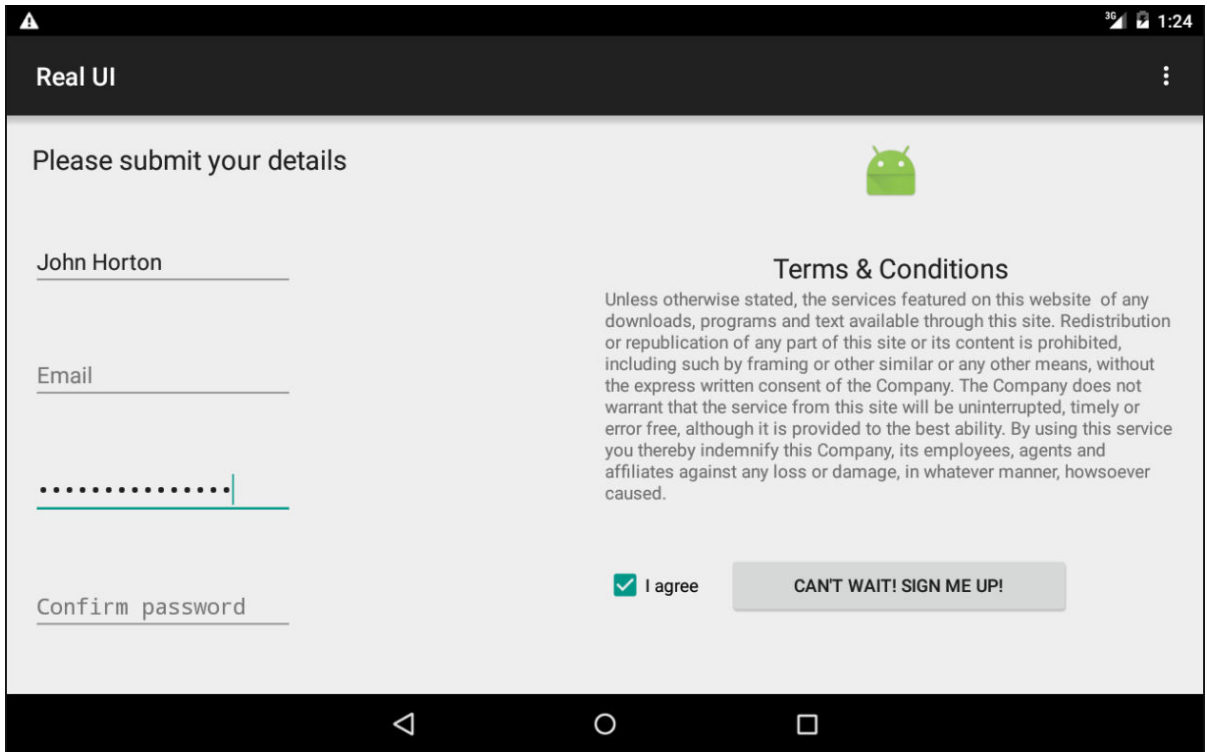 3G 1:24
Real UI
Please submit your details
John Horton
Email
•••••••••••••••
Confirm password
Terms & Conditions
Unless otherwise stated, the services featured on this website  of any
downloads, programs and text available through this site. Redistribution
or republication of any part of this site or its content is prohibited,
including such by framing or other similar or any other means, without
the express written consent of the Company. The Company does not
warrant that the service from this site will be uninterrupted, timely or
error free, although it is provided to the best ability. By using this service
you thereby indemnify this Company, its employees, agents and
affiliates against any loss or damage, in whatever manner, howsoever
caused.
I agree
CAN'T WAIT! SIGN ME UP!